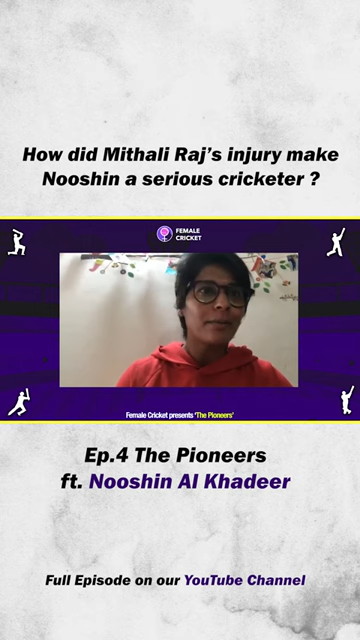 How did Mithali Raj's injury make
Nooshin a serious cricketer ?
FEMALE
CRICKET
Female Cricket presents 'The Pioneers'
Ep.4 The Pioneers
ft. Nooshin Al Khadeer
Full Episode on our YouTube Channel